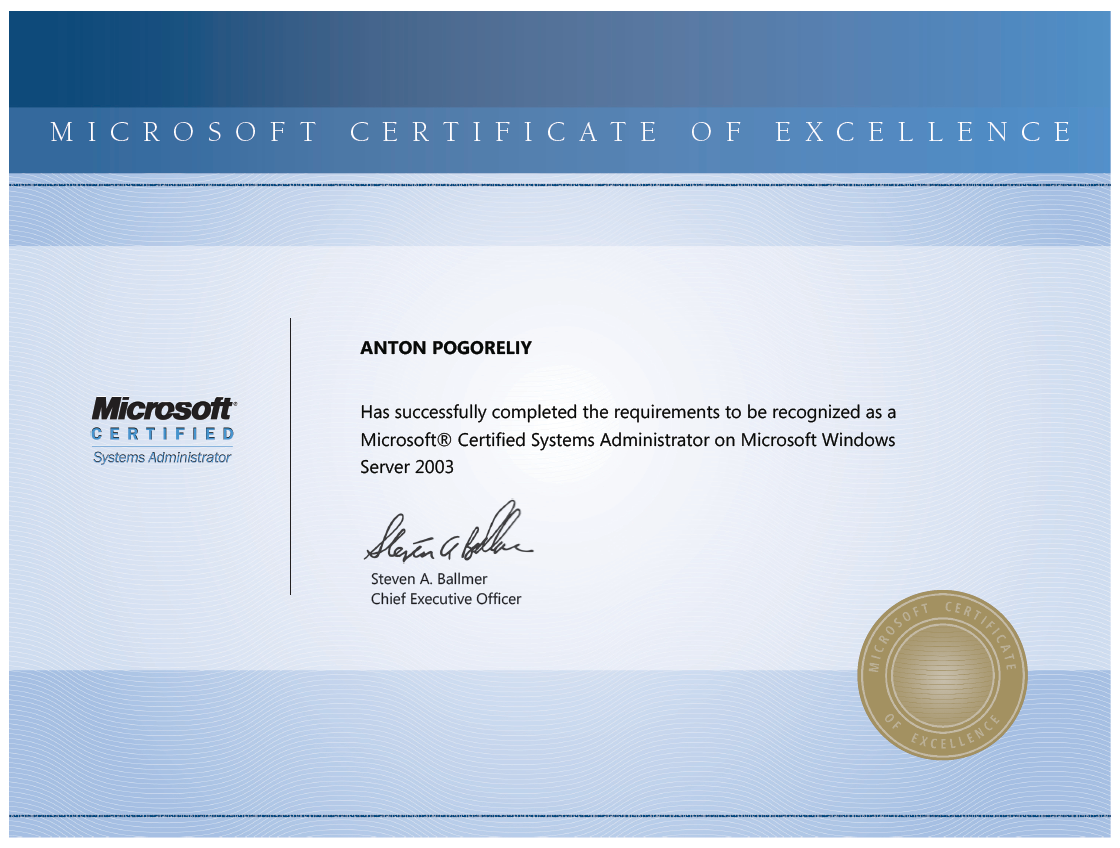 MICROSOFT CERTIFICATE OF EXCELLENCE
ANTON POGORELIY
Microsoft®
CERTIFIED
Systems Administrator
Has successfully completed the requirements to be recognized as a
Microsoft® Certified Systems Administrator on Microsoft Windows
Server 2003
Steven A Ballmer
Steven A. Ballmer
Chief Executive Officer
MICROSOFT CERTIFICATE
OF EXCELLENCE